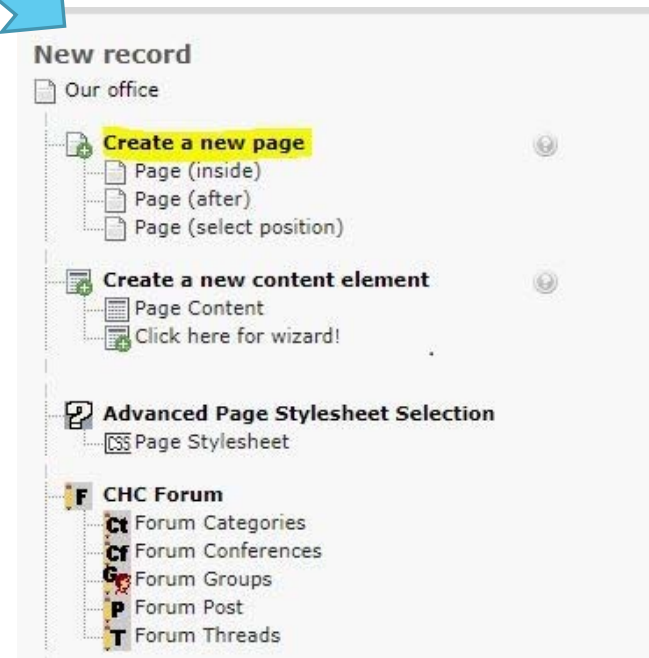 New record
Our office
Create a new page
Page (inside)
Page (after)
Page (select position)
Create a new content element
Page Content
Click here for wizard!
Advanced Page Stylesheet Selection
CSS Page Stylesheet
F CHC Forum
Ct Forum Categories
Cf Forum Conferences
G Forum Groups
P Forum Post
T Forum Threads